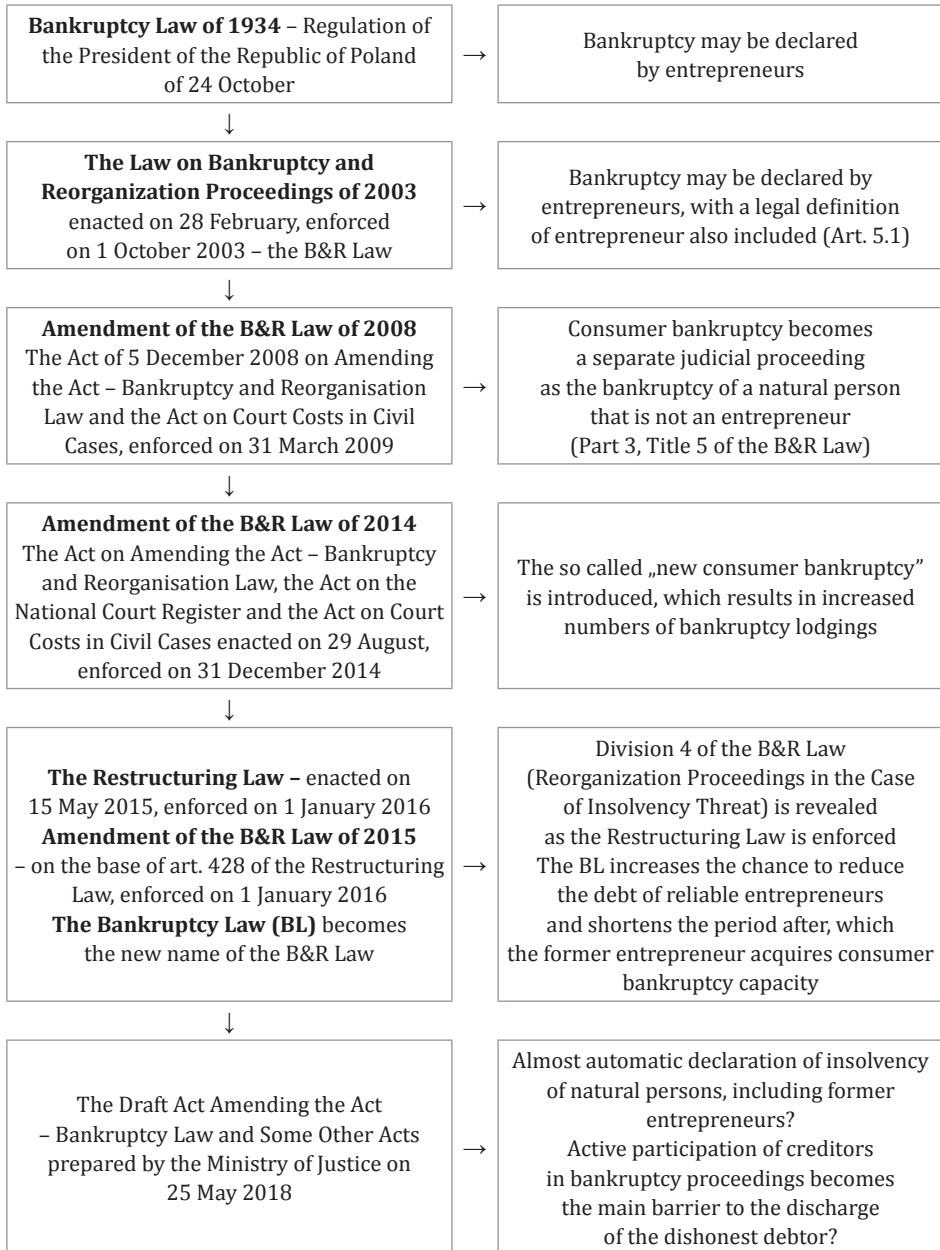 Bankruptcy Law of 1934 – Regulation of
the President of the Republic of Poland
of 24 October
→
Bankruptcy may be declared
by entrepreneurs
↓
The Law on Bankruptcy and
Reorganization Proceedings of 2003
enacted on 28 February, enforced
on 1 October 2003 – the B&R Law
→
Bankruptcy may be declared by
entrepreneurs, with a legal definition
of entrepreneur also included (Art. 5.1)
↓
Amendment of the B&R Law of 2008
The Act of 5 December 2008 on Amending
the Act – Bankruptcy and Reorganisation
Law and the Act on Court Costs in Civil
Cases, enforced on 31 March 2009
→
Consumer bankruptcy becomes
a separate judicial proceeding
as the bankruptcy of a natural person
that is not an entrepreneur
(Part 3, Title 5 of the B&R Law)
↓
Amendment of the B&R Law of 2014
The Act on Amending the Act – Bankruptcy
and Reorganisation Law, the Act on the
National Court Register and the Act on Court
Costs in Civil Cases enacted on 29 August,
enforced on 31 December 2014
→
The so called „new consumer bankruptcy”
is introduced, which results in increased
numbers of bankruptcy lodgings
↓
The Restructuring Law – enacted on
15 May 2015, enforced on 1 January 2016
Amendment of the B&R Law of 2015
– on the base of art. 428 of the Restructuring
Law, enforced on 1 January 2016
The Bankruptcy Law (BL) becomes
the new name of the B&R Law
→
Division 4 of the B&R Law
(Reorganization Proceedings in the Case
of Insolvency Threat) is revealed
as the Restructuring Law is enforced
The BL increases the chance to reduce
the debt of reliable entrepreneurs
and shortens the period after, which
the former entrepreneur acquires consumer
bankruptcy capacity
↓
The Draft Act Amending the Act
– Bankruptcy Law and Some Other Acts
prepared by the Ministry of Justice on
25 May 2018
→
Almost automatic declaration of insolvency
of natural persons, including former
entrepreneurs?
Active participation of creditors
in bankruptcy proceedings becomes
the main barrier to the discharge
of the dishonest debtor?